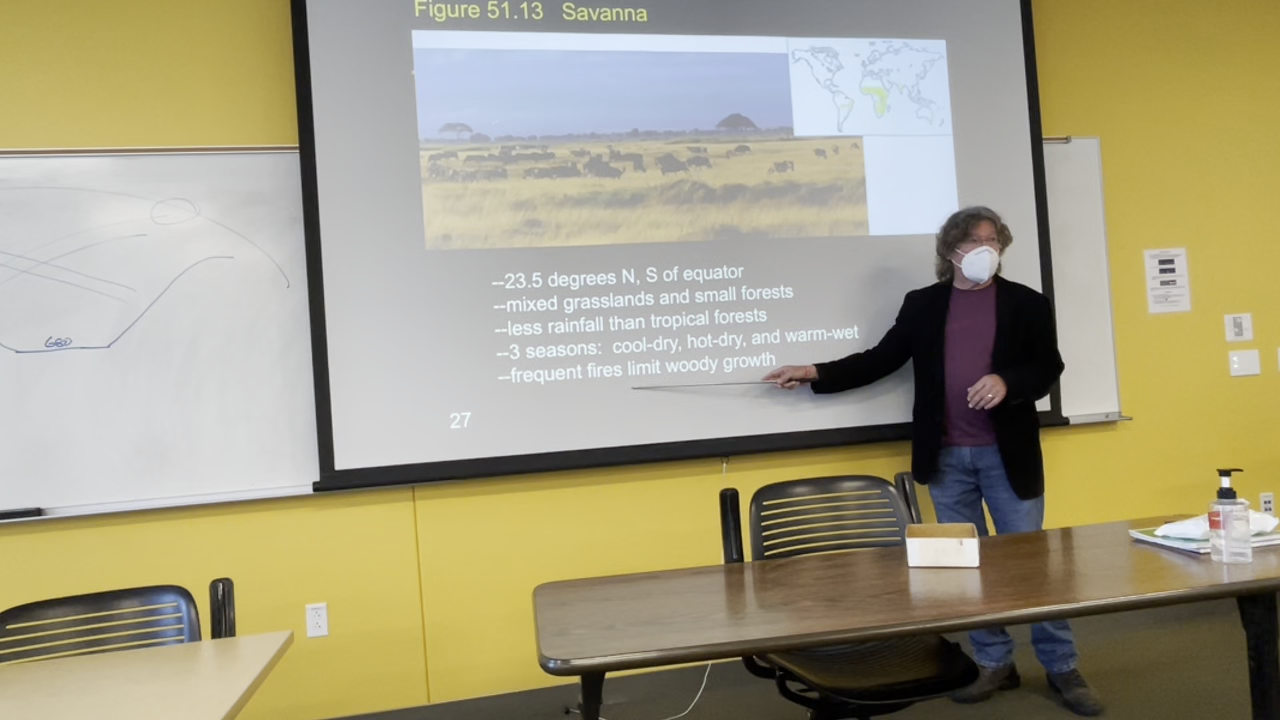 Figure 51.13 Savanna
--23.5 degrees N, S of equator
--mixed grasslands and small forests
--less rainfall than tropical forests
--3 seasons: cool-dry, hot-dry, and warm-wet
--frequent fires limit woody growth
27